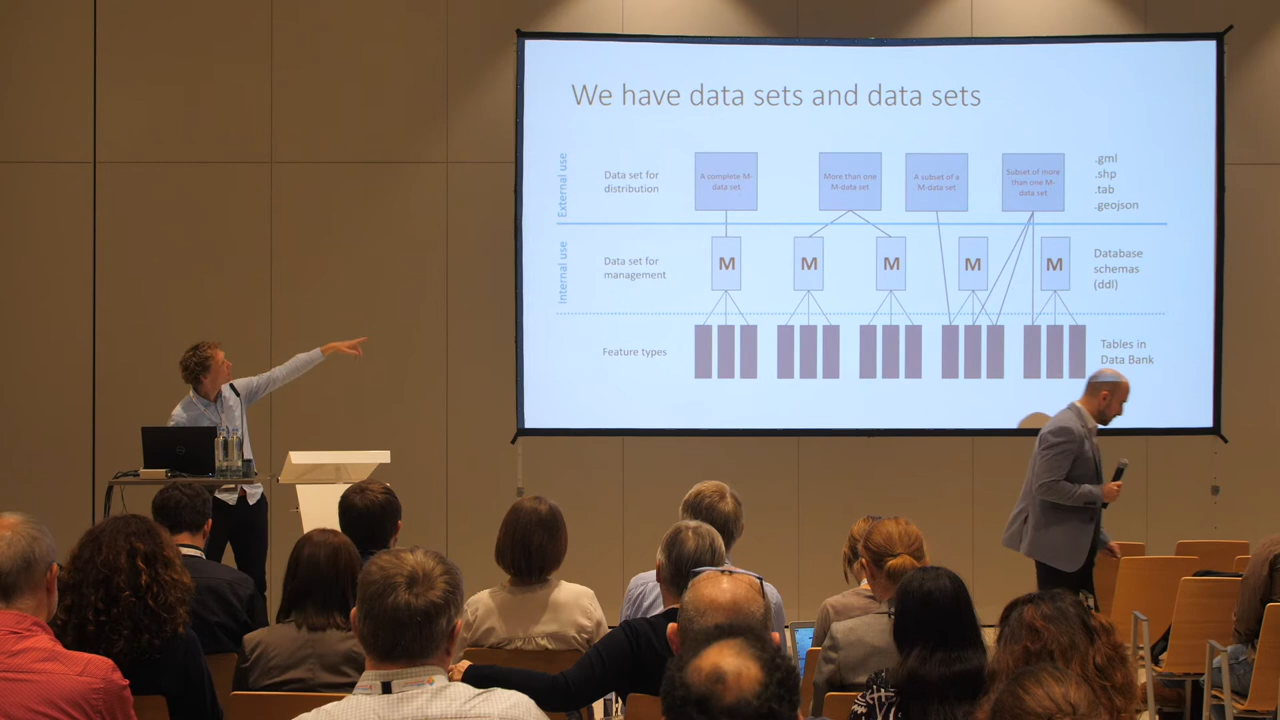 We have data sets and data sets
External use
Data set for
distribution
A complete M-
data set
More than one
M-data set
A subset of a
M-data set
Subset of more
than one M-
data set
.gml
.shp
.tab
.geojson
Internal use
Data set for
management
M
M
M
M
M
Database
schemas
(ddl)
Feature types
Tables in
Data Bank